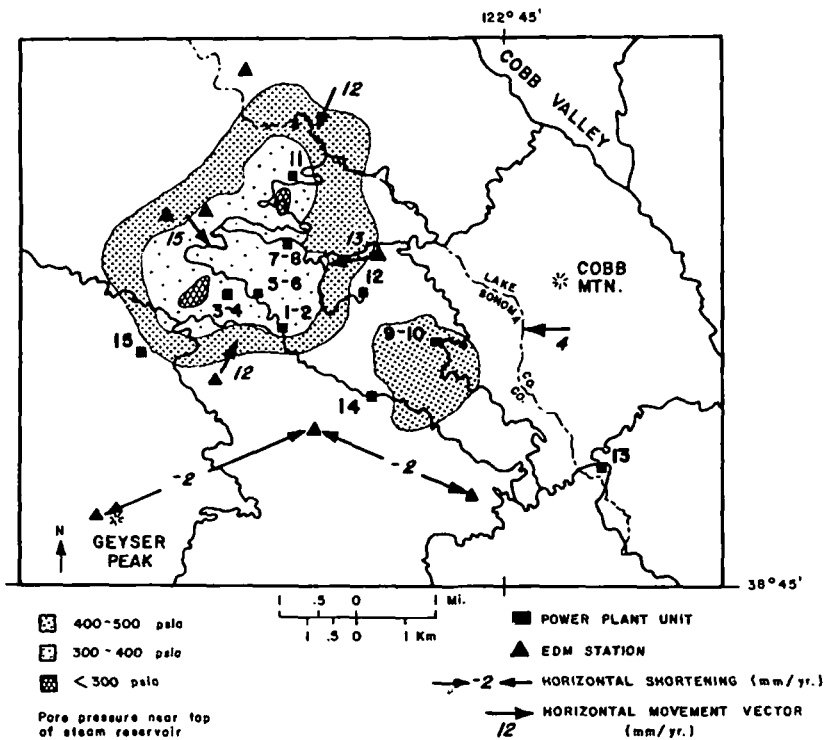 122° 45'
COBB
VALLEY
12
11
15
13
7-8
5-6
3-4
1-2
12
LAKE
SONOMA
COBB
MTN.
9-10
4
15
12
CO.
CO.
14
-2
-2
13
N
GEYSER
PEAK
38° 45'
1 .5 0 1 Mi.
1 .5 0 1 Km
400-500 psia
300-400 psia
< 300 psia
Pore pressure near top
of steam reservoir
POWER PLANT UNIT
EDM STATION
-2 HORIZONTAL SHORTENING (mm/yr.)
HORIZONTAL MOVEMENT VECTOR
12 (mm/yr.)